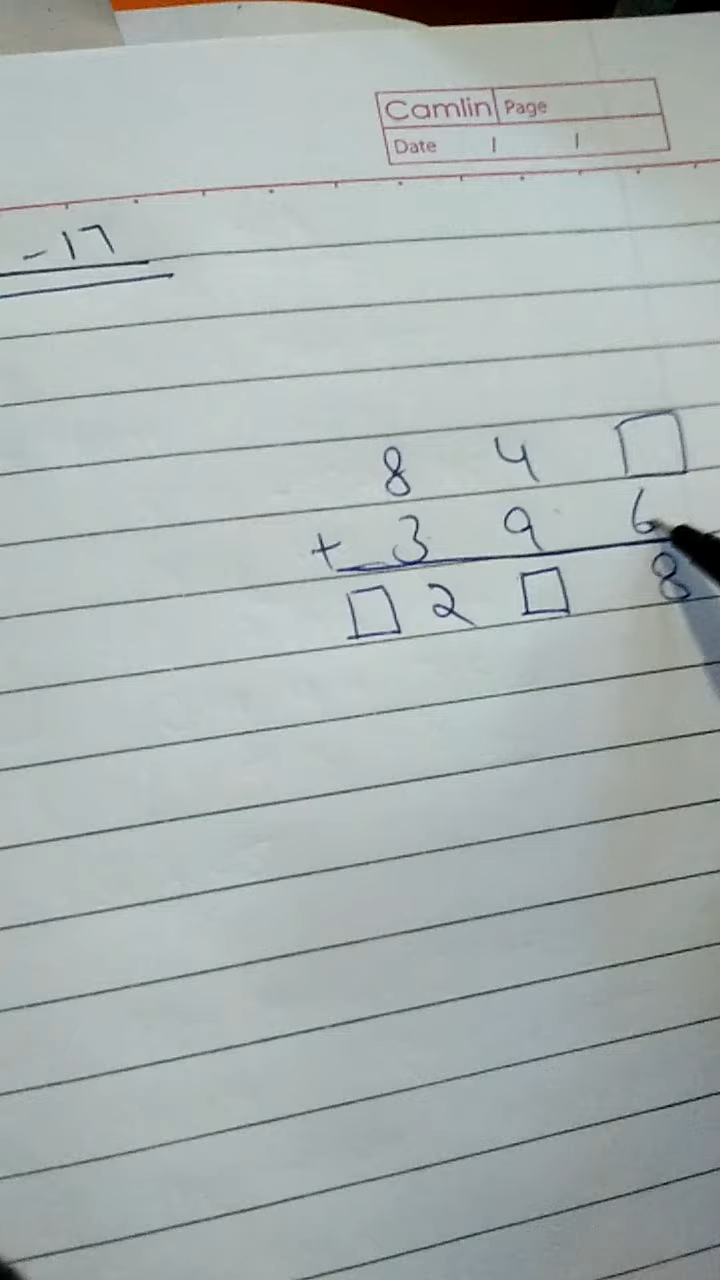 Camlin Page
Date / /
-17
8 4 □
+ 3 9 6
□ 2 □ 8